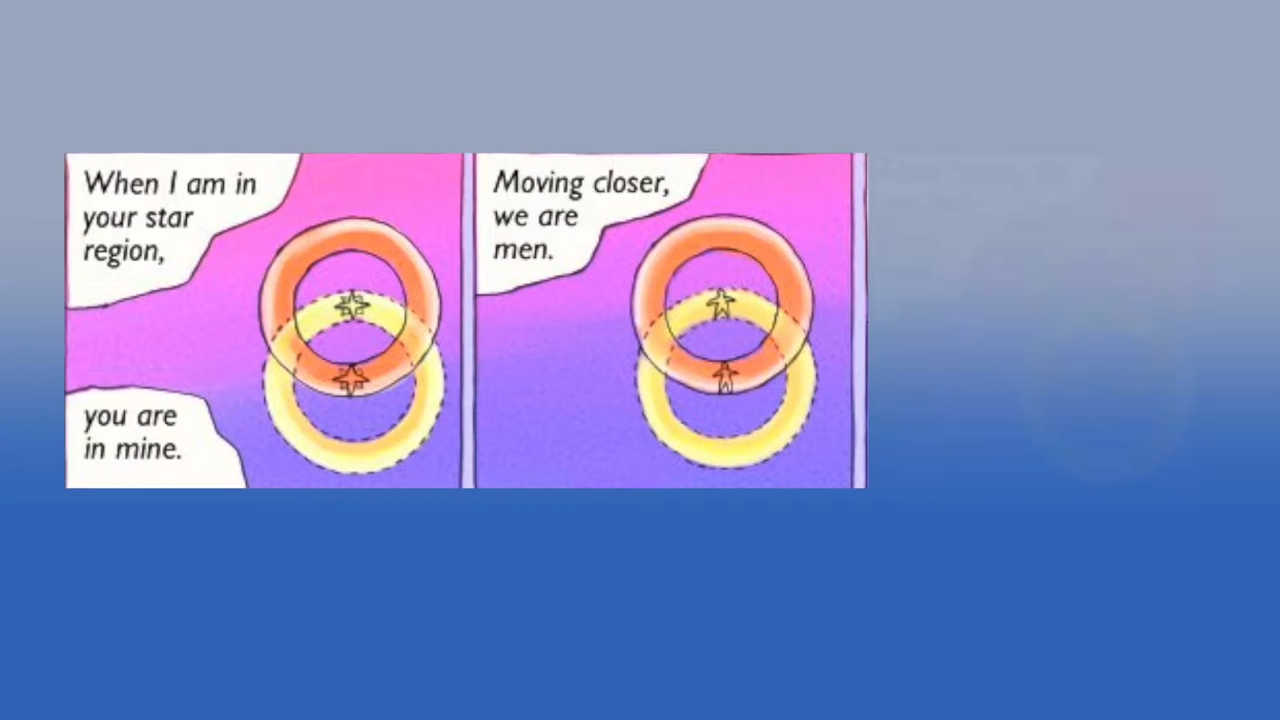 When I am in
your star
region,
you are
in mine.
Moving closer,
we are
men.